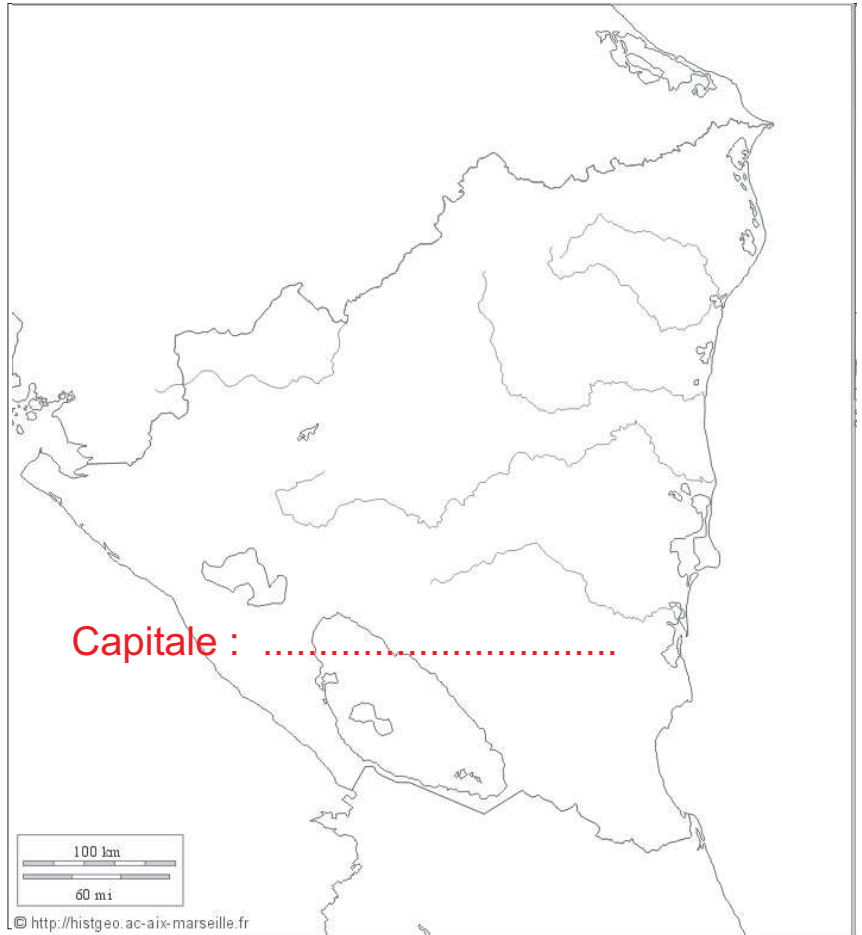 Capitale : ................................
100 km
60 mi
© http://histgeo.ac-aix-marseille.fr